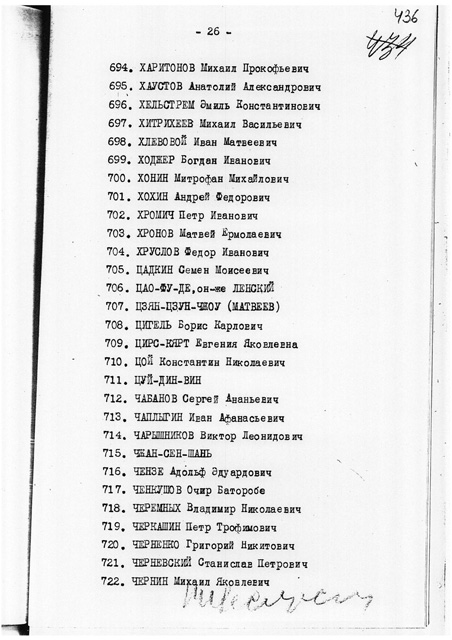 436
- 26 -
434
694. ХАРИТОНОВ Михаил Прокофьевич
695. ХАУСТОВ Анатолий Александрович
696. ХЕЛЬСТРЕМ Эмиль Константинович
697. ХИТРИХЕЕВ Михаил Васильевич
698. ХЛЕВОВОЙ Иван Матвеевич
699. ХОДЖЕР Богдан Иванович
700. ХОНИН Митрофан Михайлович
701. ХОХИН Андрей Федорович
702. ХРОМИЧ Петр Иванович
703. ХРОНОВ Матвей Ермолаевич
704. ХРУСЛОВ Федор Иванович
705. ЦАДКИН Семен Моисеевич
706. ЦАО-ФУ-ДЕ, он-же ЛЕНСКИЙ
707. ЦЗЯН-ЦЗУН-ЧЖОУ (МАТВЕЕВ)
708. ЦИГЕЛЬ Борис Карлович
709. ЦИРС-КЯРТ Евгения Яковлевна
710. ЦОЙ Константин Николаевич
711. ЦУЙ-ДИН-ВИН
712. ЧАБАНОВ Сергей Ананьевич
713. ЧАПЛЫГИН Иван Афанасьевич
714. ЧАРЫШНИКОВ Виктор Леонидович
715. ЧЖАН-СЕН-ШАНЬ
716. ЧЕНЗЕ Адольф Эдуардович
717. ЧЕНКУШОВ Очир Баторобе
718. ЧЕРЕМНЫХ Владимир Николаевич
719. ЧЕРКАШИН Петр Трофимович
720. ЧЕРНЕНКО Григорий Никитович
721. ЧЕРНЕВСКИЙ Станислав Петрович
722. ЧЕРНИН Михаил Яковлевич